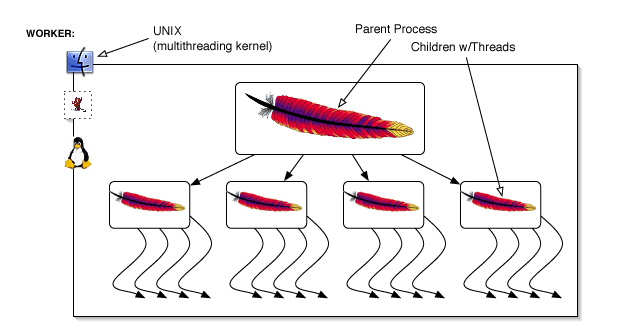 WORKER:
UNIX
(multithreading kernel)
Parent Process
Children w/Threads